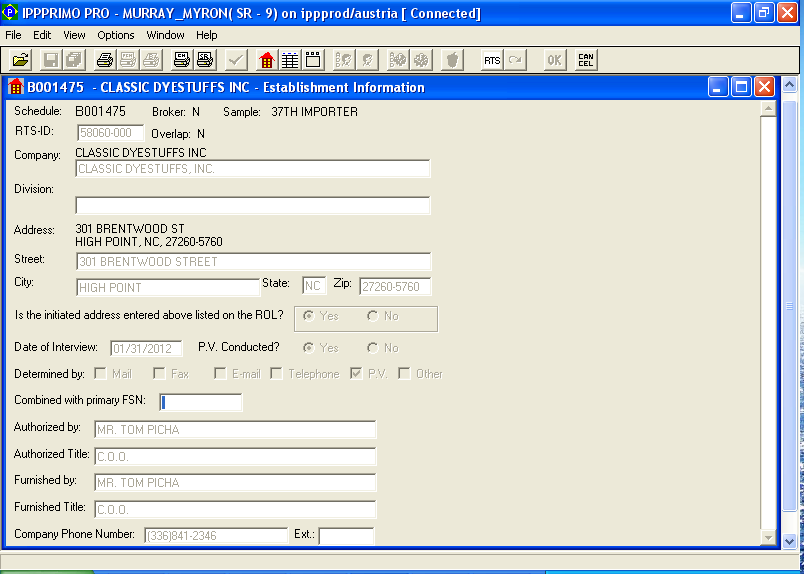 IPPPRIMO PRO - MURRAY_MYRON( SR - 9) on ippprod/austria [ Connected]
File Edit View Options Window Help
RTS OK CAN CEL
B001475 - CLASSIC DYESTUFFS INC - Establishment Information
Schedule: B001475 Broker: N Sample: 37TH IMPORTER
RTS-ID: 58060-000 Overlap: N
Company: CLASSIC DYESTUFFS INC
CLASSIC DYESTUFFS, INC.
Division:
Address: 301 BRENTWOOD ST
HIGH POINT, NC, 27260-5760
Street: 301 BRENTWOOD STREET
City: HIGH POINT State: NC Zip: 27260-5760
Is the initiated address entered above listed on the ROL? Yes No
Date of Interview: 01/31/2012 P.V. Conducted? Yes No
Determined by: Mail Fax E-mail Telephone P.V. Other
Combined with primary FSN:
Authorized by: MR. TOM PICHA
Authorized Title: C.O.O.
Furnished by: MR. TOM PICHA
Furnished Title: C.O.O.
Company Phone Number: (336)841-2346 Ext.: